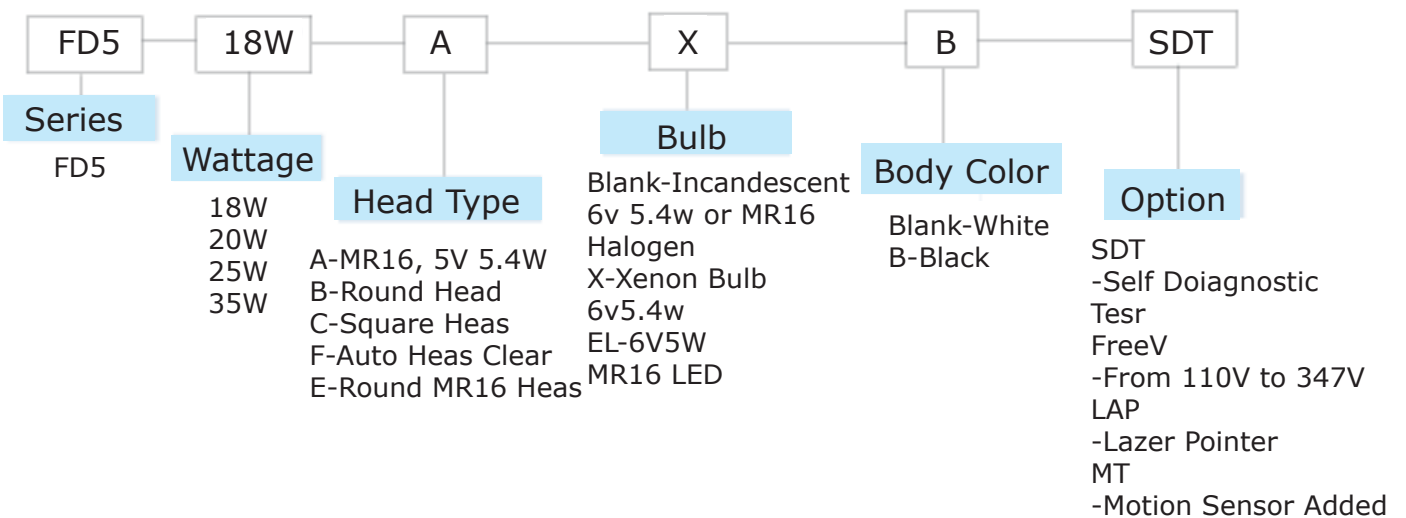 FD5 18W A X B SDT
Series
FD5
Wattage
18W
20W
25W
35W
Head Type
A-MR16, 5V 5.4W
B-Round Head
C-Square Heas
F-Auto Heas Clear
E-Round MR16 Heas
Bulb
Blank-Incandescent
6v 5.4w or MR16
Halogen
X-Xenon Bulb
6v5.4w
EL-6V5W
MR16 LED
Body Color
Blank-White
B-Black
Option
SDT
-Self Doiagnostic
Tesr
FreeV
-From 110V to 347V
LAP
-Lazer Pointer
MT
-Motion Sensor Added